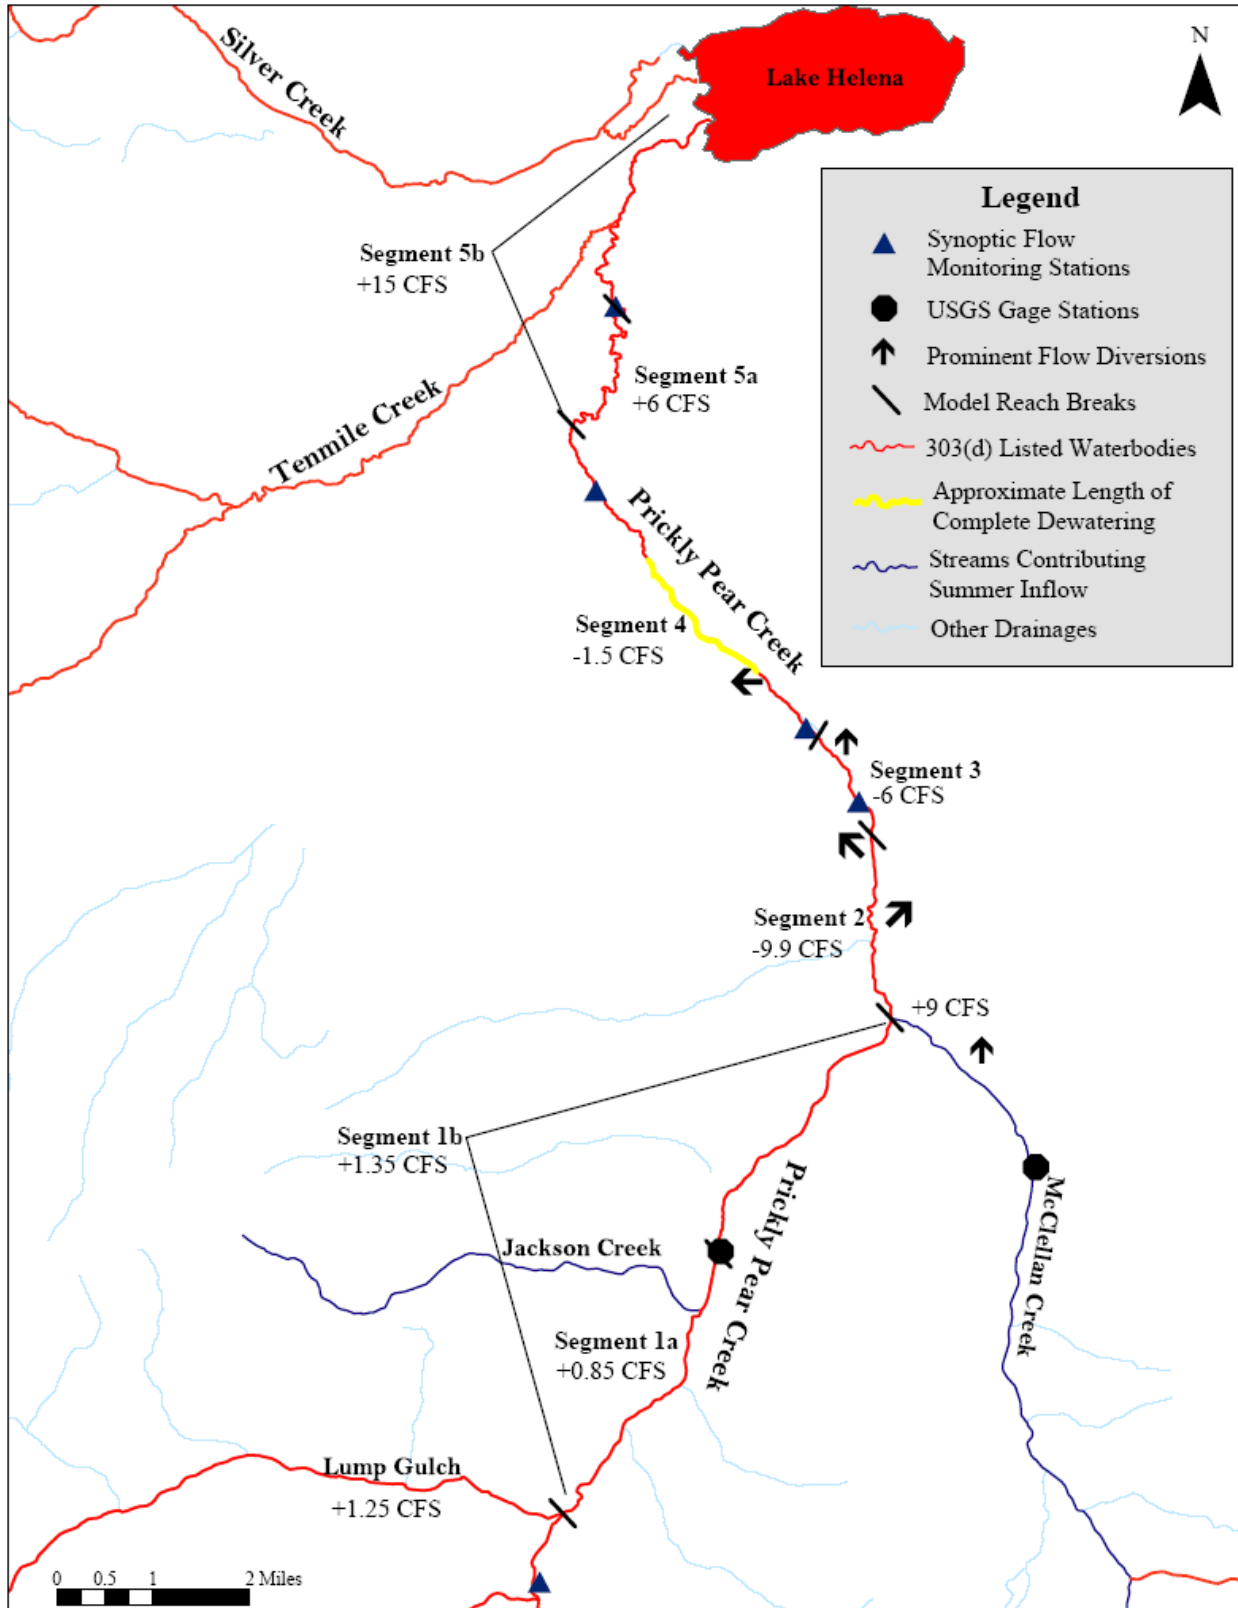 Silver Creek
Lake Helena
N
Legend
Synoptic Flow
Monitoring Stations
USGS Gage Stations
Prominent Flow Diversions
Model Reach Breaks
303(d) Listed Waterbodies
Approximate Length of
Complete Dewatering
Streams Contributing
Summer Inflow
Other Drainages
Segment 5b
+15 CFS
Segment 5a
+6 CFS
Tenmile Creek
Prickly Pear Creek
Segment 4
-1.5 CFS
Segment 3
-6 CFS
Segment 2
-9.9 CFS
+9 CFS
Segment 1b
+1.35 CFS
Prickly Pear Creek
McClellan Creek
Jackson Creek
Segment 1a
+0.85 CFS
Lump Gulch
+1.25 CFS
0 0.5 1 2 Miles